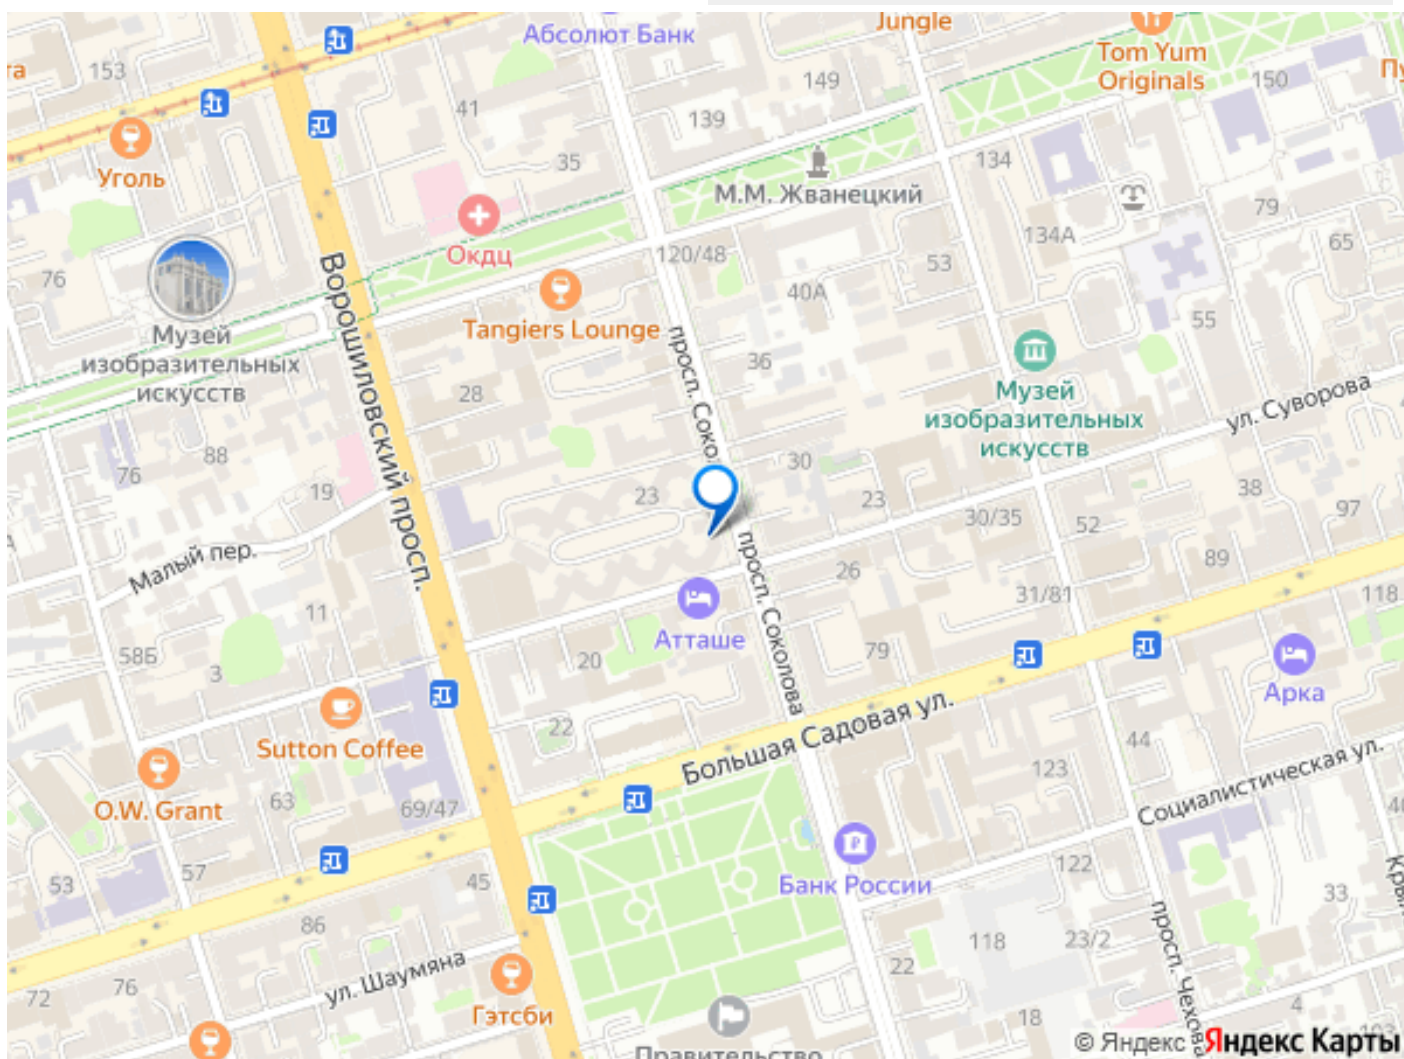 Jungle
Абсолют Банк
Tom Yum
Originals
153
149
150
41
139
35
134
Уголь
М.М. Жванецкий
79
134А
65
Окдц
120/48
53
76
40А
Ворошиловский просп.
Tangiers Lounge
55
Музей
изобразительных
искусств
просп.
36
Музей
изобразительных
искусств
28
ул. Суворова
88
76
19
30
23
23
38
97
30/35
52
Малый пер.
просп. Соколова
26
89
31/81
118
11
Атташе
58Б
3
20
79
Арка
Sutton Coffee
22
Большая Садовая ул.
44
123
Социалистическая ул.
O.W. Grant
63
69/47
53
57
45
Банк России
122
33
86
118
23/2
просп. Чехова
22
ул. Шаумяна
72
76
Гэтсби
18
4
103
Правительство
© Яндекс Яндекс Карты